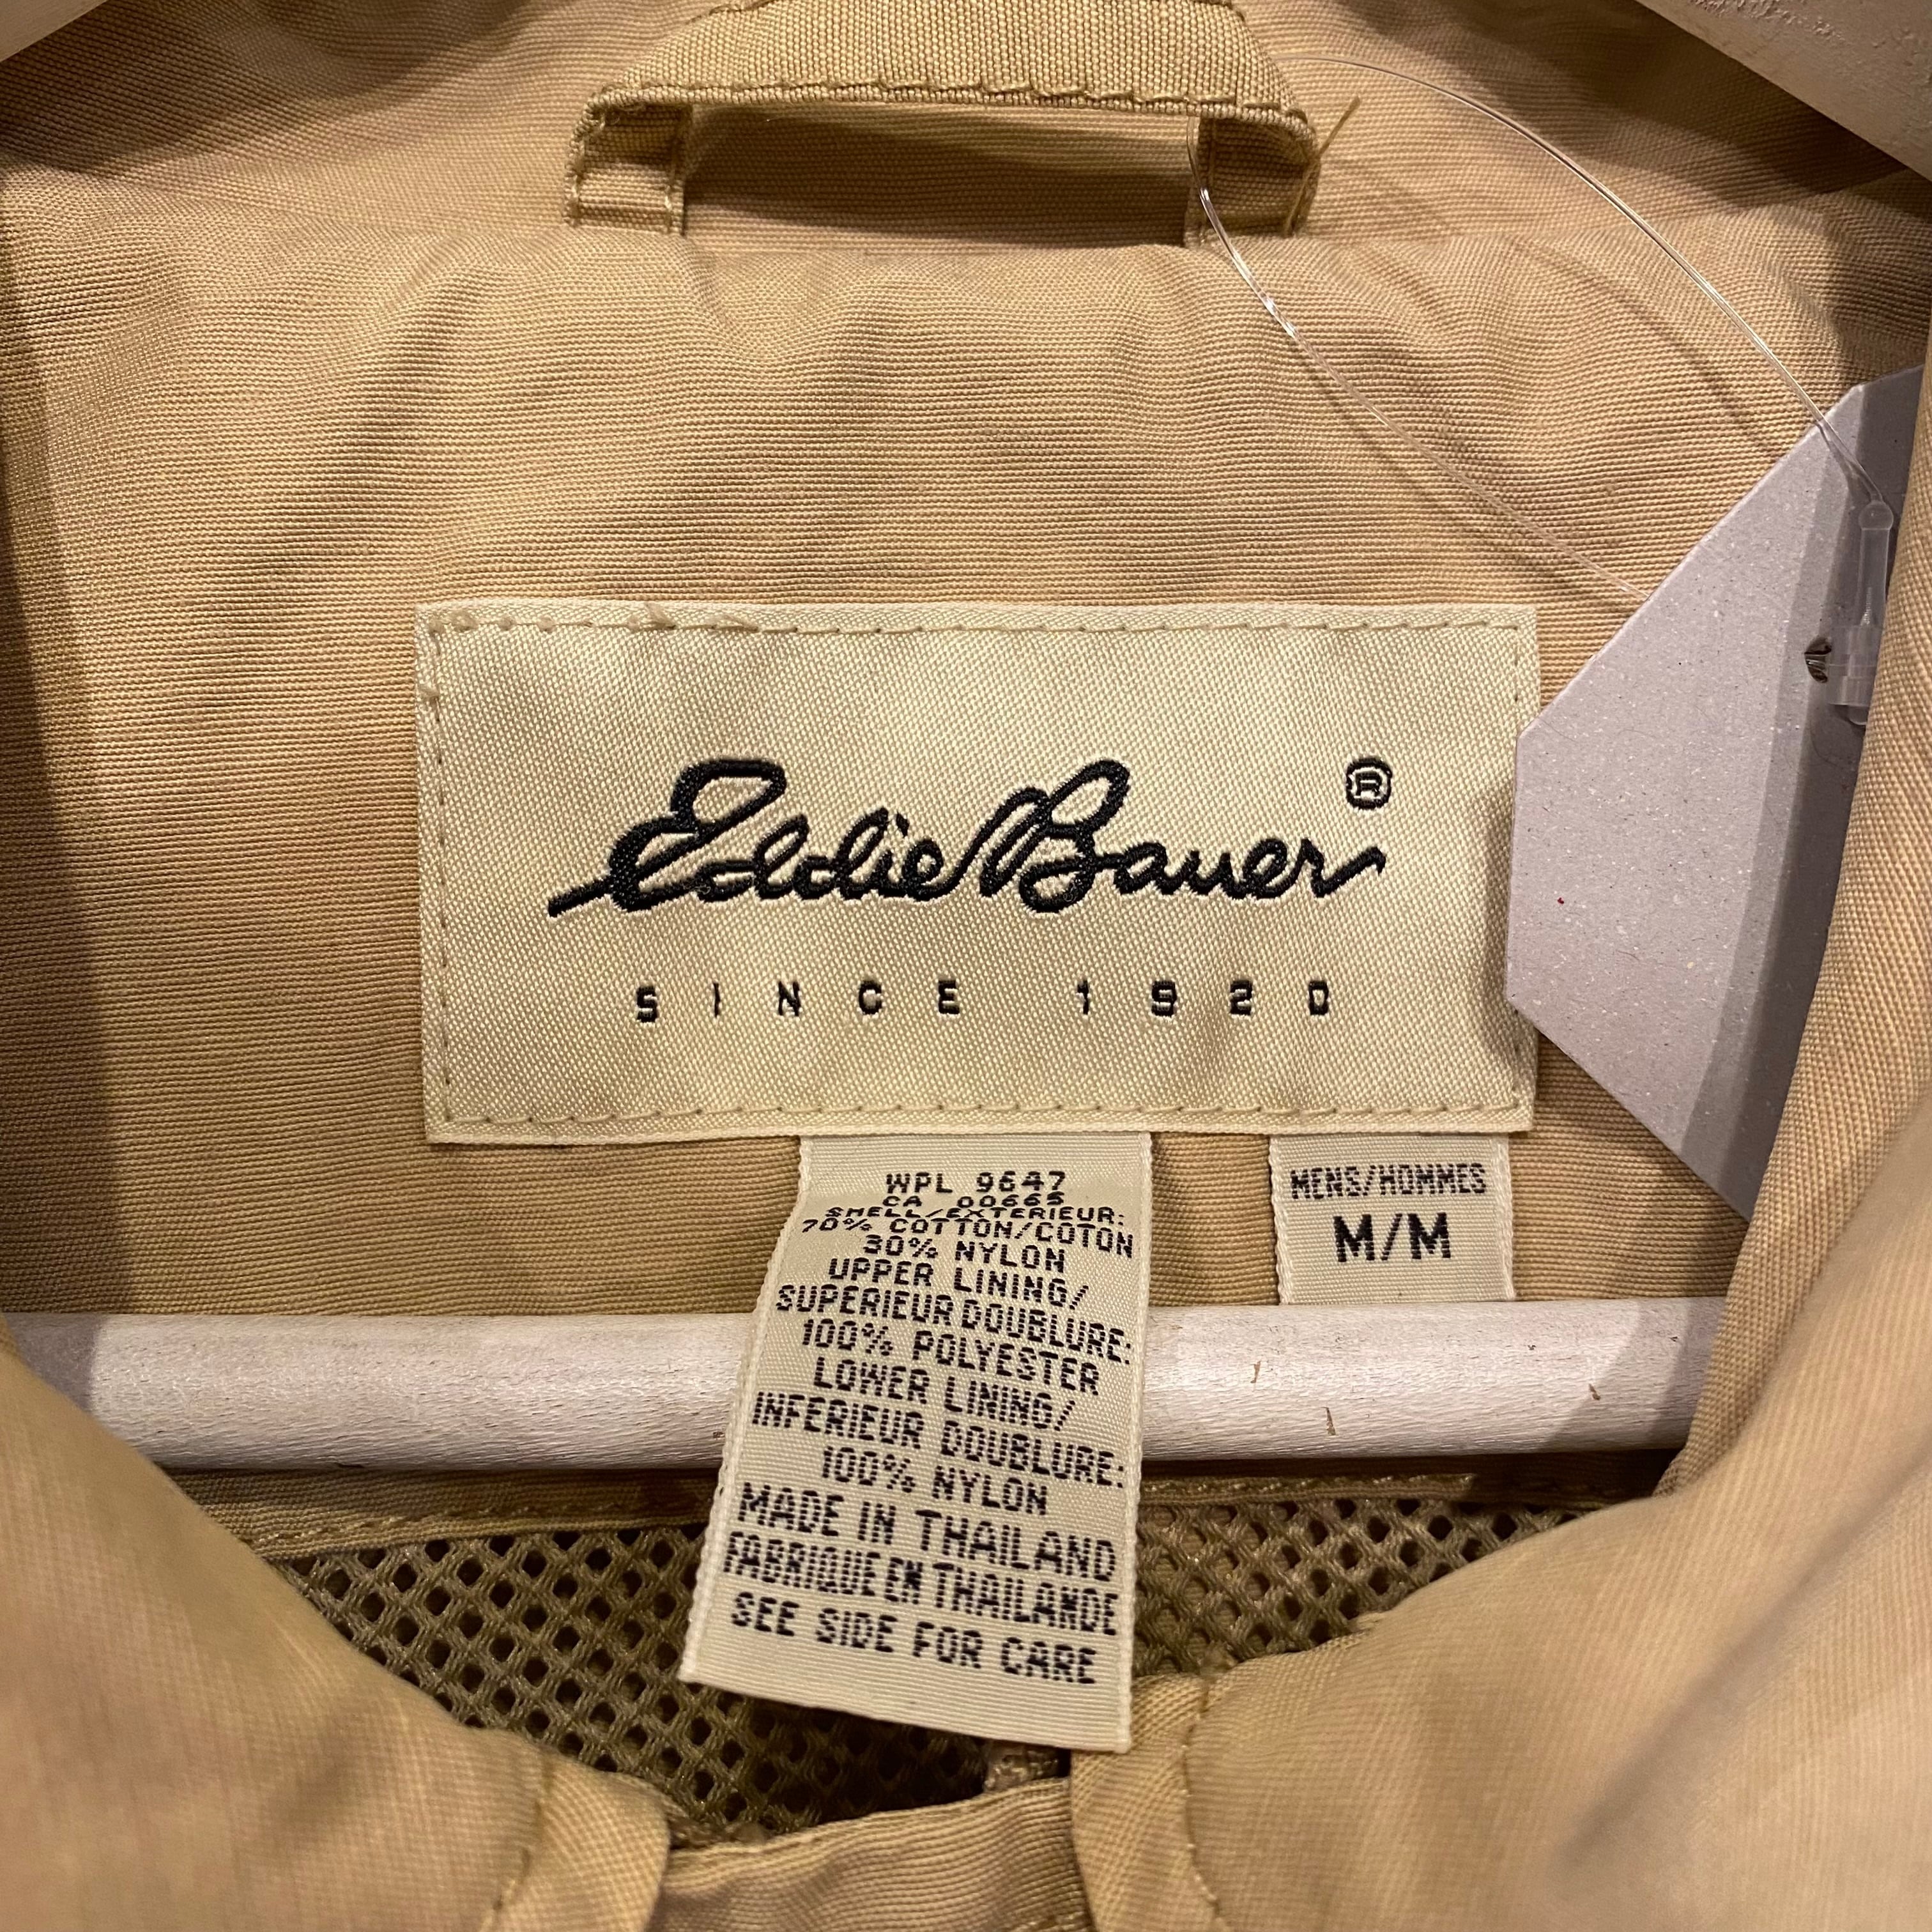 Eddie Bauer ®
SINCE 1920
WPL 9647
CA 00665
SHELL/EXTERIEUR:
70% COTTON/COTON
30% NYLON
UPPER LINING/
SUPERIEUR DOUBLURE:
100% POLYESTER
LOWER LINING/
INFERIEUR DOUBLURE:
100% NYLON
MADE IN THAILAND
FABRIQUE EN THAILANDE
SEE SIDE FOR CARE
MENS/HOMMES
M/M